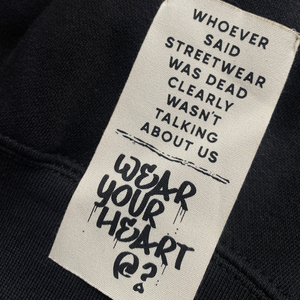 WHOEVER
SAID
STREETWEAR
WAS DEAD
CLEARLY
WASN'T
TALKING
ABOUT US
WEAR
YOUR
HEART
@?